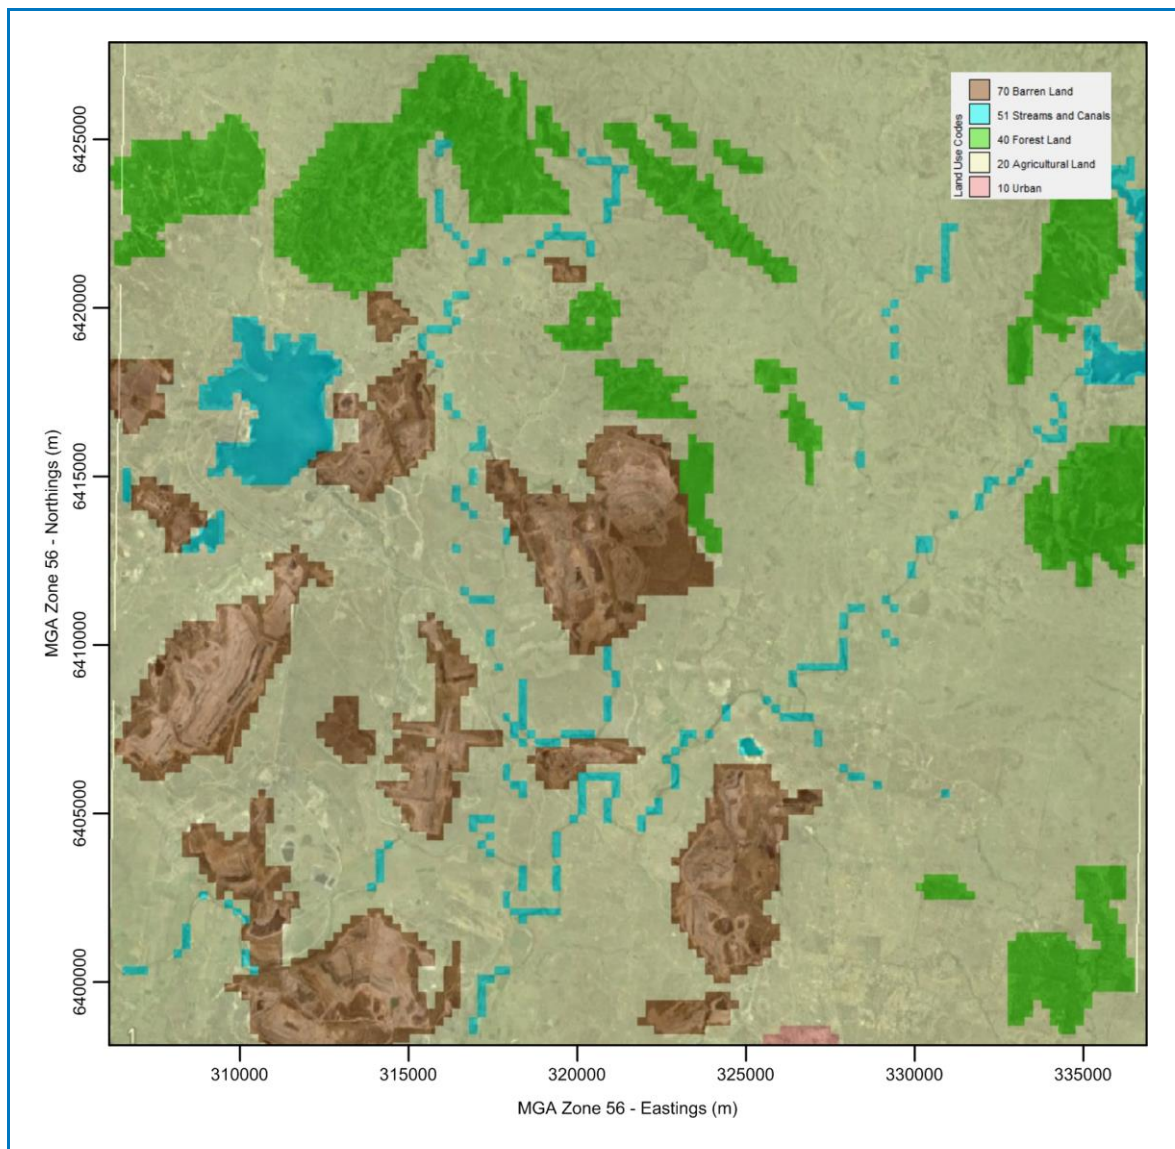 70 Barren Land
51 Streams and Canals
40 Forest Land
20 Agricultural Land
10 Urban
Land Use Codes
6425000
6420000
6415000
6410000
6405000
6400000
MGA Zone 56 - Northings (m)
1
310000
315000
320000
325000
330000
335000
MGA Zone 56 - Eastings (m)